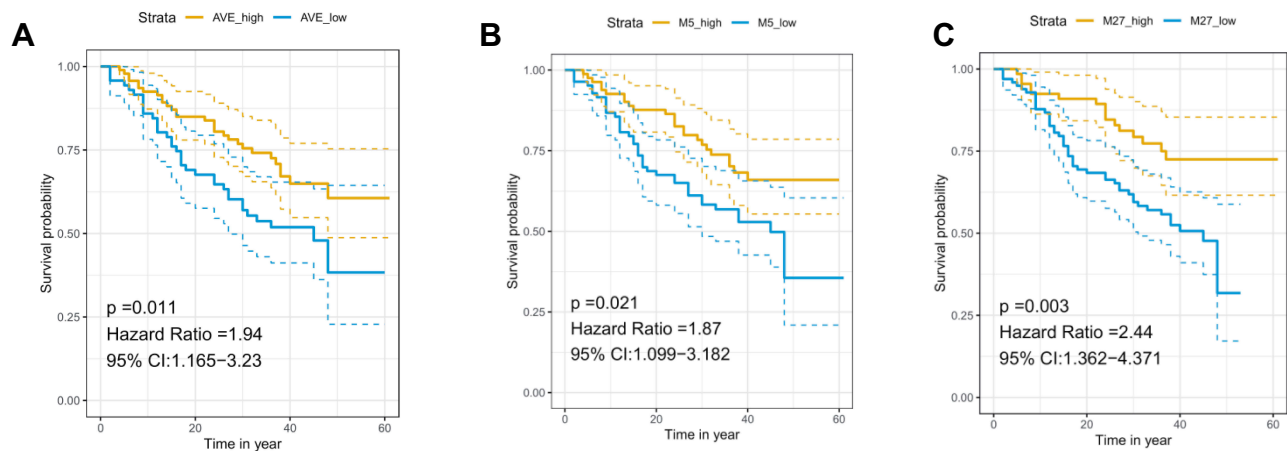 A
Strata AVE_high AVE_low
Survival probability
1.00
0.75
0.50
0.25
0.00
p =0.011
Hazard Ratio =1.94
95% CI:1.165−3.23
0 20 40 60
Time in year
B
Strata M5_high M5_low
Survival probability
1.00
0.75
0.50
0.25
0.00
p =0.021
Hazard Ratio =1.87
95% CI:1.099−3.182
0 20 40 60
Time in year
C
Strata M27_high M27_low
Survival probability
1.00
0.75
0.50
0.25
0.00
p =0.003
Hazard Ratio =2.44
95% CI:1.362−4.371
0 20 40 60
Time in year